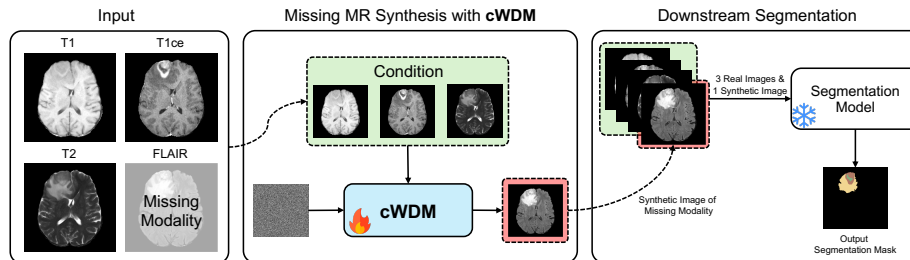 Input
T1
T1ce
T2
FLAIR
Missing
Modality
Missing MR Synthesis with cWDM
Condition
cWDM
Downstream Segmentation
3 Real Images &
1 Synthetic Image
Segmentation
Model
Synthetic Image of
Missing Modality
Output
Segmentation Mask